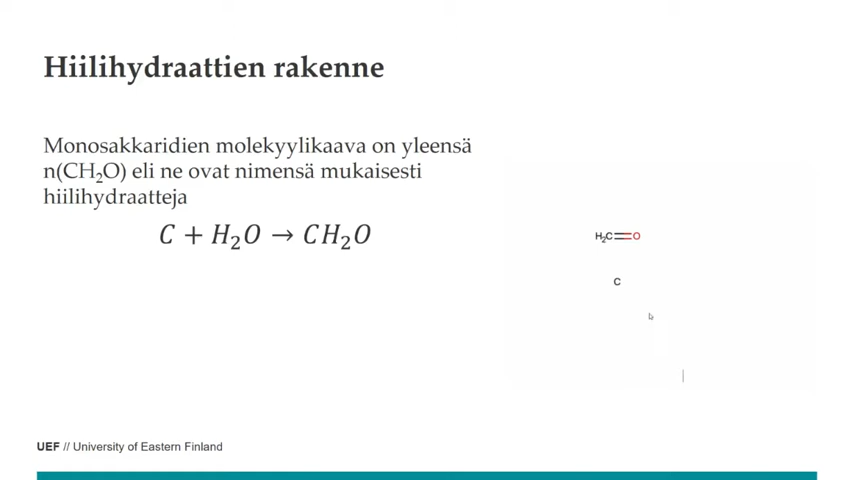 Hiilihydraattien rakenne
Monosakkaridien molekyylikaava on yleensä
n(CH₂O) eli ne ovat nimensä mukaisesti
hiilihydraatteja
C + H₂O → CH₂O
H₂C=O
C
UEF // University of Eastern Finland